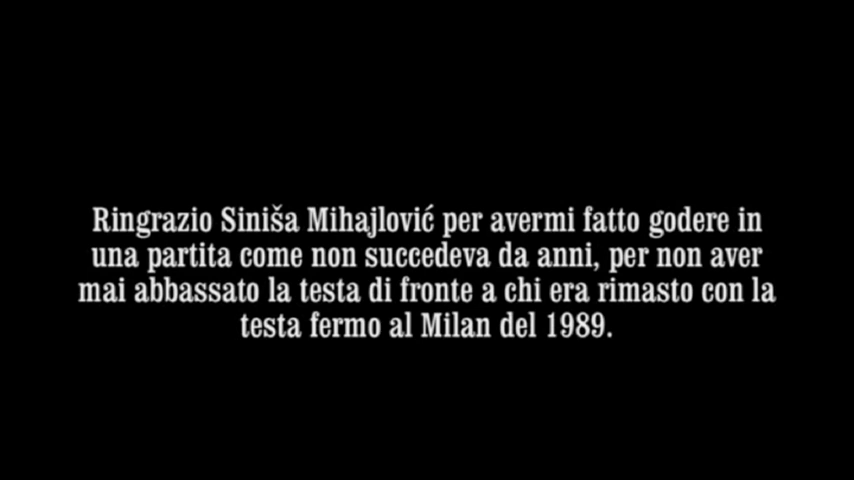 Ringrazio Siniša Mihajlović per avermi fatto godere in
una partita come non succedeva da anni, per non aver
mai abbassato la testa di fronte a chi era rimasto con la
testa fermo al Milan del 1989.